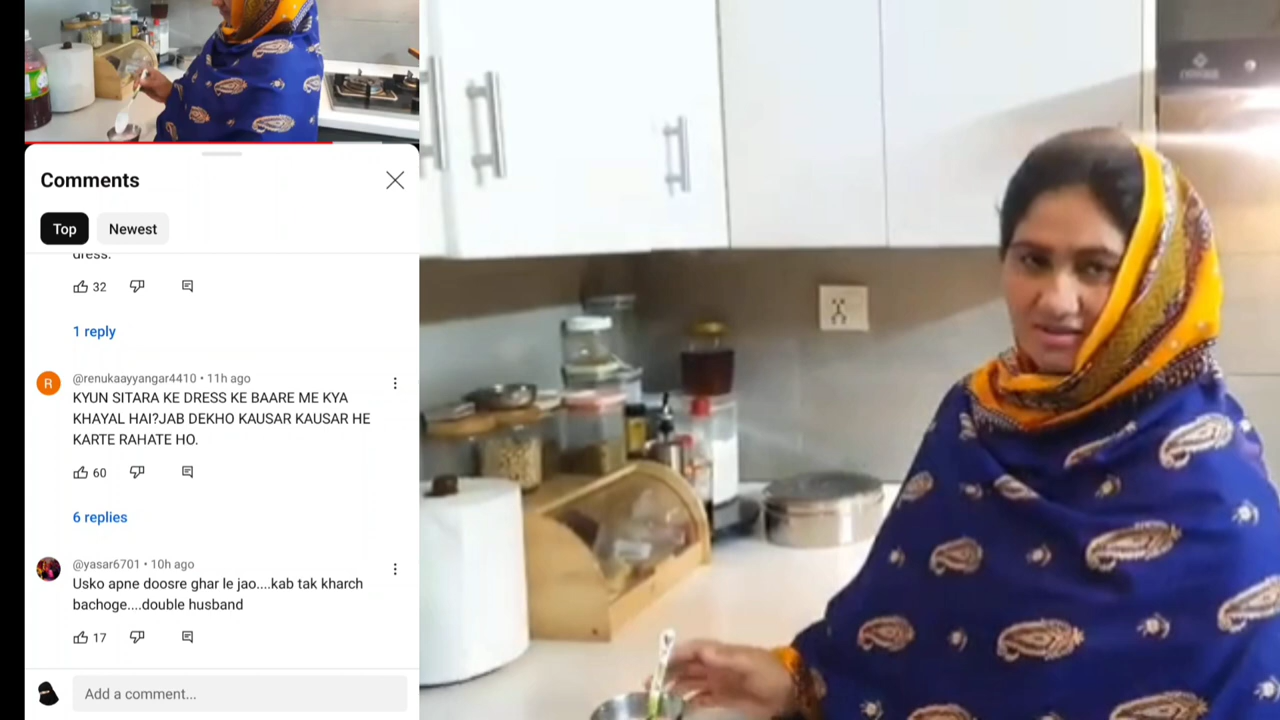 Comments
Top
Newest
dress.
32
1 reply
R
@renukaayyangar4410 • 11h ago
KYUN SITARA KE DRESS KE BAARE ME KYA
KHAYAL HAI?JAB DEKHO KAUSAR KAUSAR HE
KARTE RAHATE HO.
60
6 replies
@yasar6701 • 10h ago
Usko apne doosre ghar le jao....kab tak kharch
bachoge....double husband
17
Add a comment...